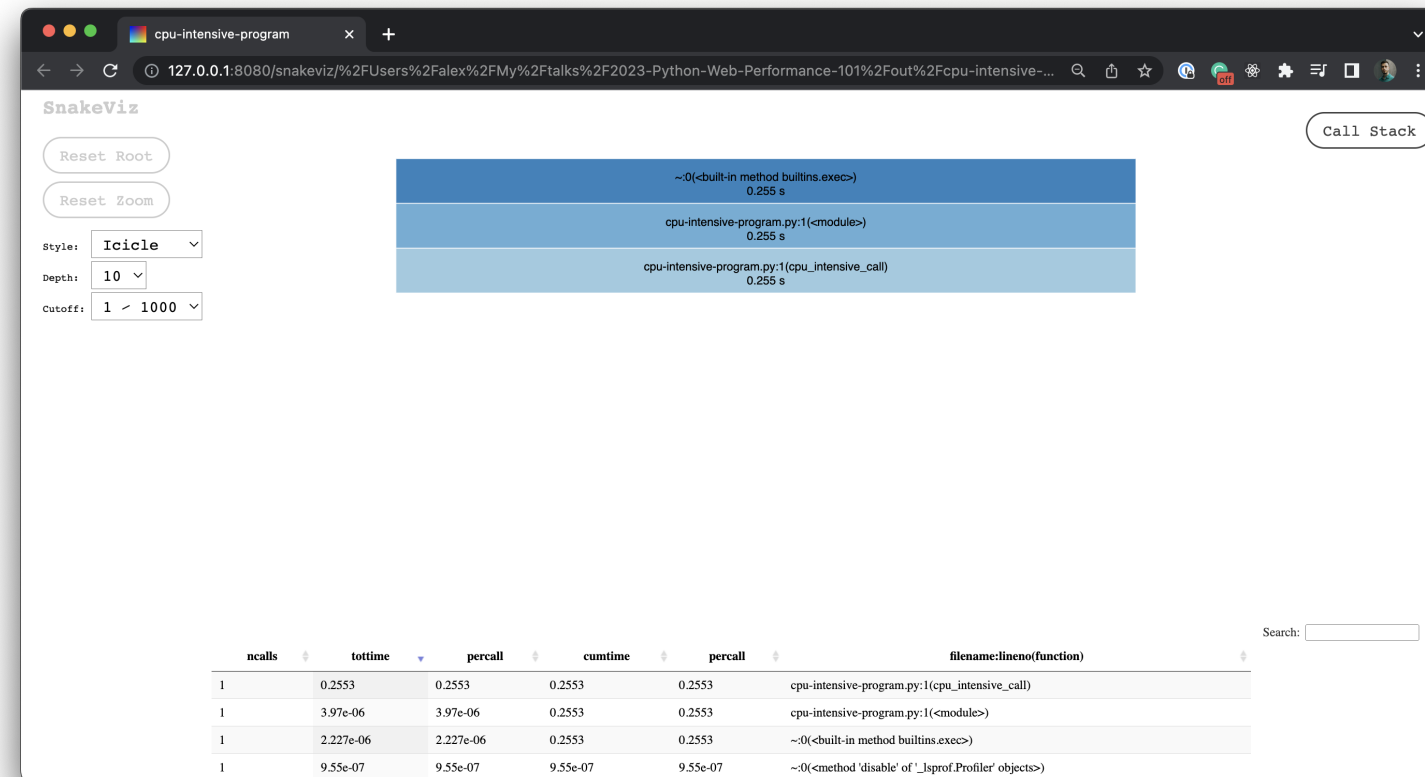 cpu-intensive-program
127.0.0.1:8080/snakeviz/%2FUsers%2Falex%2FMy%2Ftalks%2F2023-Python-Web-Performance-101%2Fout%2Fcpu-intensive-...
off
SnakeViz
Call Stack
Reset Root
Reset Zoom
Style: Icicle
Depth: 10
Cutoff: 1 / 1000
~:0(<built-in method builtins.exec>)
0.255 s
cpu-intensive-program.py:1(<module>)
0.255 s
cpu-intensive-program.py:1(cpu_intensive_call)
0.255 s
Search:
ncalls tottime percall cumtime percall filename:lineno(function)
1 0.2553 0.2553 0.2553 0.2553 cpu-intensive-program.py:1(cpu_intensive_call)
1 3.97e-06 3.97e-06 0.2553 0.2553 cpu-intensive-program.py:1(<module>)
1 2.227e-06 2.227e-06 0.2553 0.2553 ~:0(<built-in method builtins.exec>)
1 9.55e-07 9.55e-07 9.55e-07 9.55e-07 ~:0(<method 'disable' of '_lsprof.Profiler' objects>)